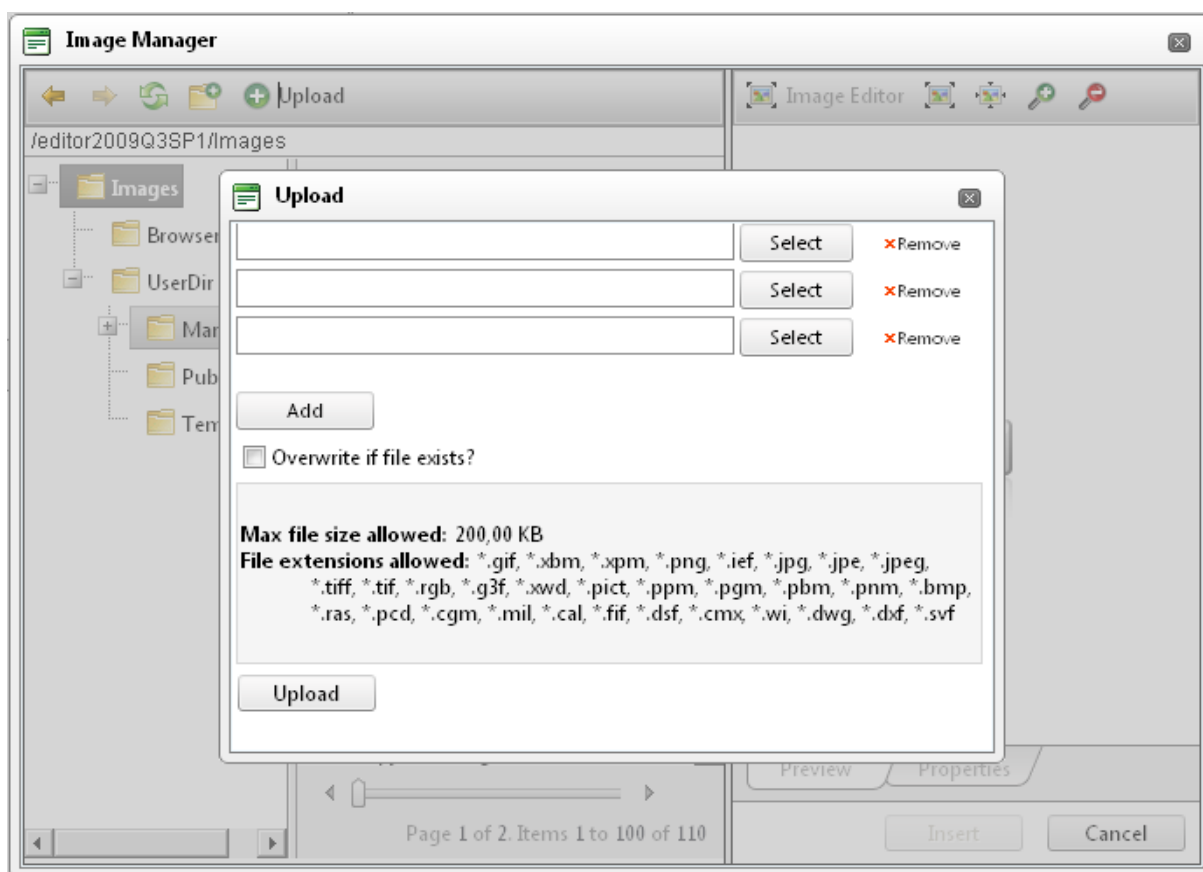 Image Manager
Upload
Image Editor
/editor2009Q3SP1/Images
Images
Browser
UserDir
Mar
Pub
Tem
Upload
Select
Remove
Select
Remove
Select
Remove
Add
Overwrite if file exists?
Max file size allowed: 200,00 KB
File extensions allowed: *.gif, *.xbm, *.xpm, *.png, *.ief, *.jpg, *.jpe, *.jpeg,
*.tiff, *.tif, *.rgb, *.g3f, *.xwd, *.pict, *.ppm, *.pgm, *.pbm, *.pnm, *.bmp,
*.ras, *.pcd, *.cgm, *.mil, *.cal, *.fif, *.dsf, *.cmx, *.wi, *.dwg, *.dxf, *.svf
Upload
Preview
Properties
Page 1 of 2. Items 1 to 100 of 110
Insert
Cancel